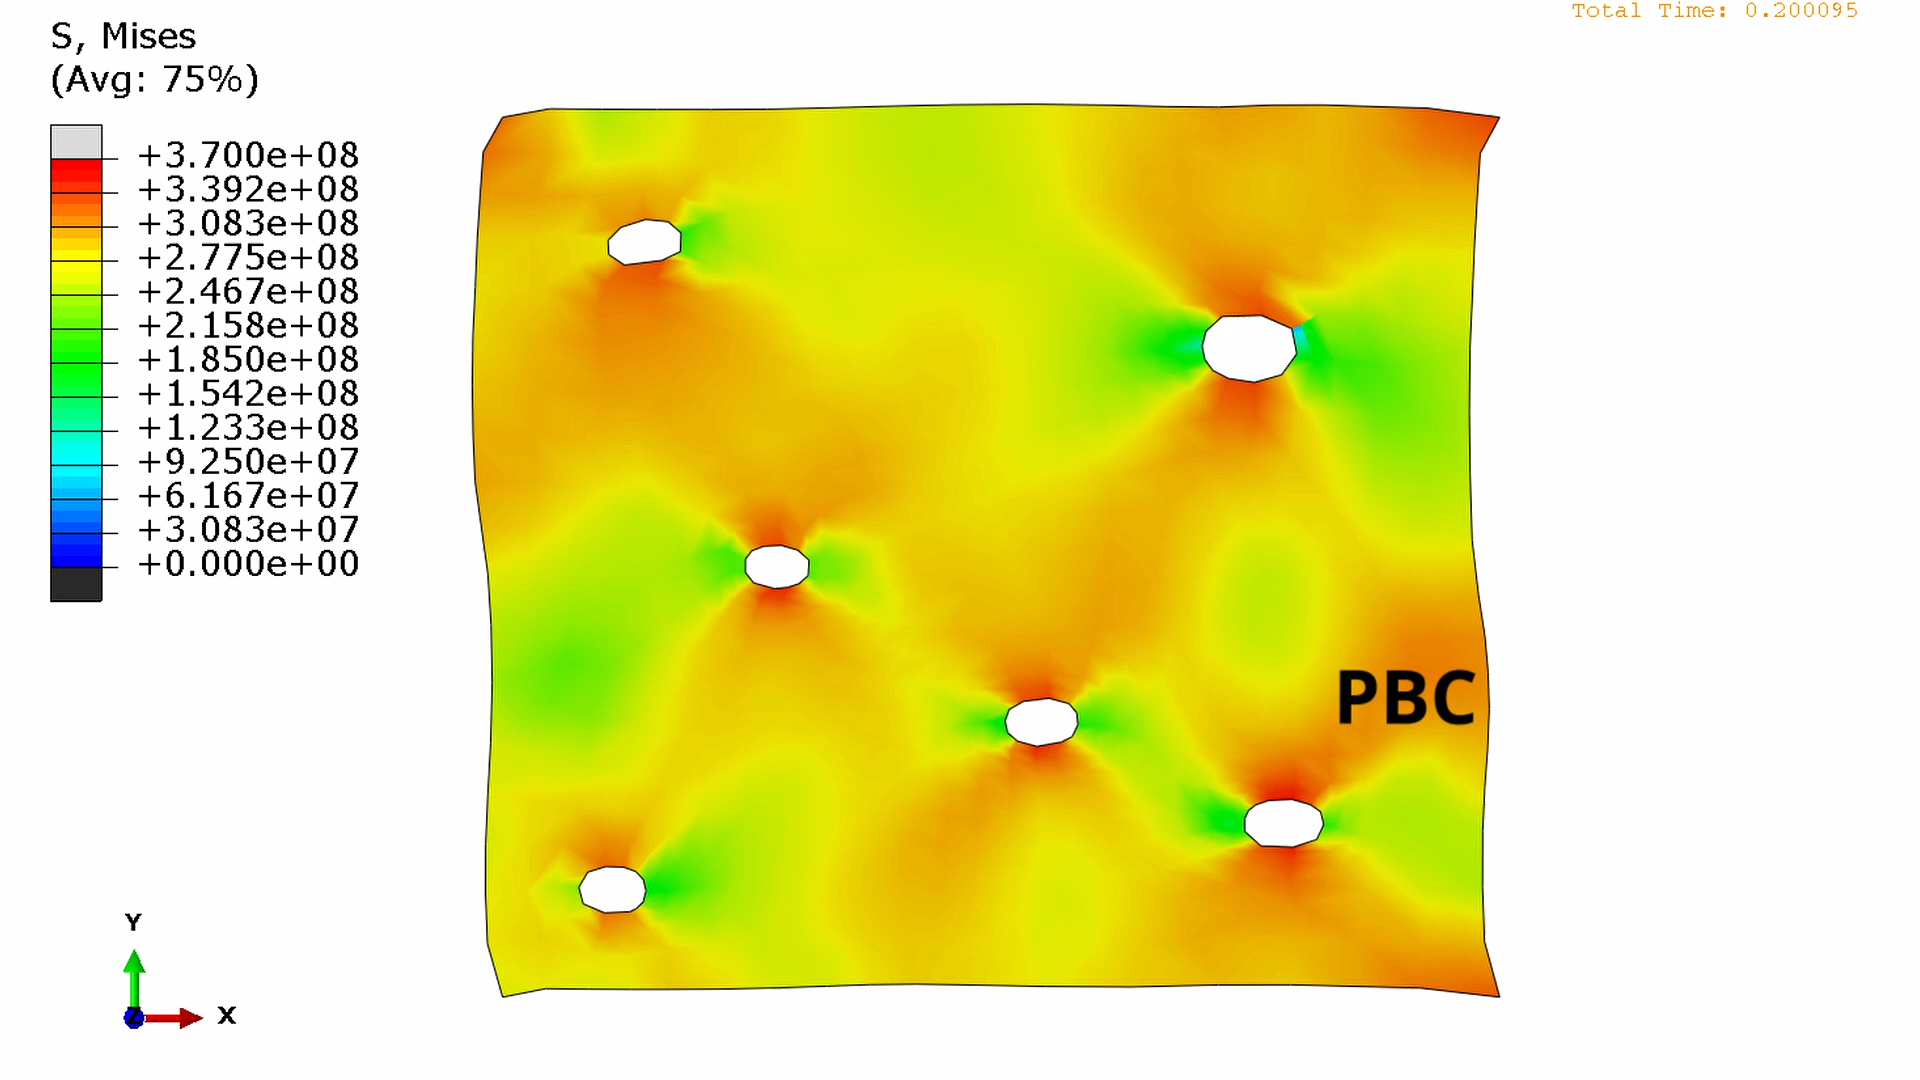 Total Time: 0.200095
S, Mises
(Avg: 75%)
+3.700e+08
+3.392e+08
+3.083e+08
+2.775e+08
+2.467e+08
+2.158e+08
+1.850e+08
+1.542e+08
+1.233e+08
+9.250e+07
+6.167e+07
+3.083e+07
+0.000e+00
PBC
Y
Z
X